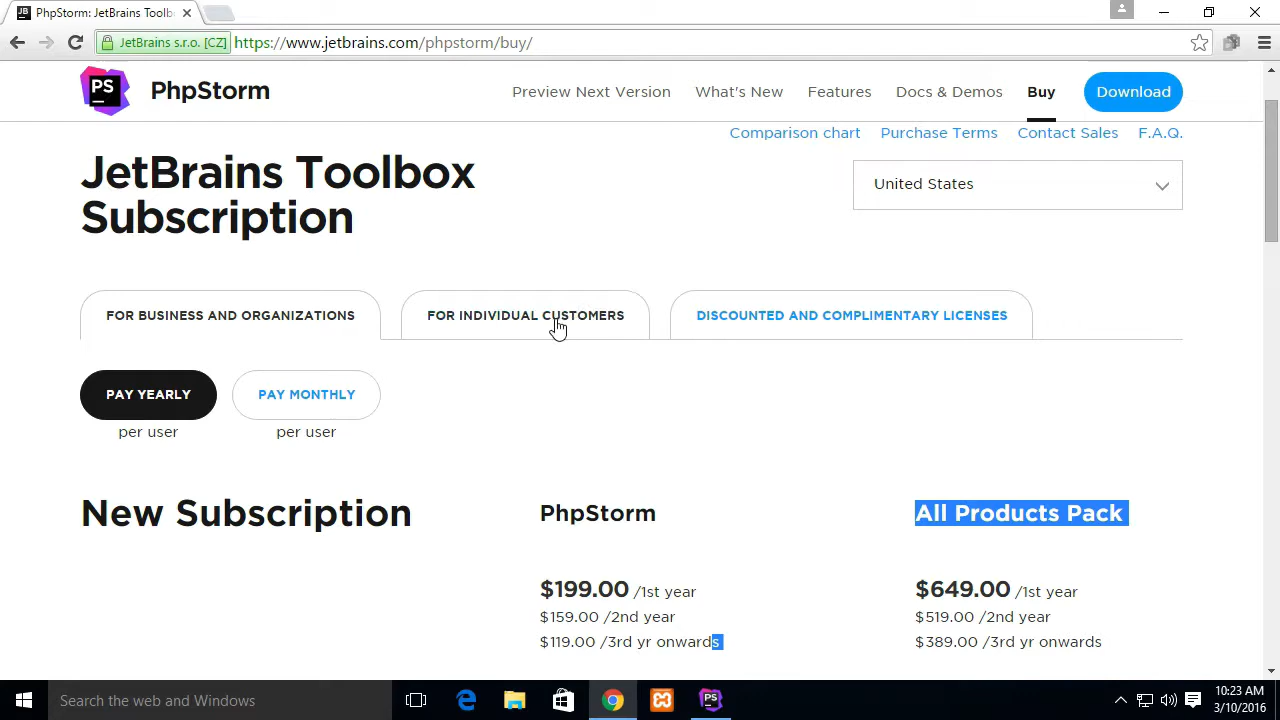 JB PhpStorm: JetBrains Toolb
JetBrains s.r.o. [CZ] https://www.jetbrains.com/phpstorm/buy/
PS PhpStorm Preview Next Version What's New Features Docs & Demos Buy Download
Comparison chart Purchase Terms Contact Sales F.A.Q.
JetBrains Toolbox
Subscription
United States
FOR BUSINESS AND ORGANIZATIONS FOR INDIVIDUAL CUSTOMERS DISCOUNTED AND COMPLIMENTARY LICENSES
PAY YEARLY PAY MONTHLY
per user per user
New Subscription PhpStorm All Products Pack
$199.00 /1st year $649.00 /1st year
$159.00 /2nd year $519.00 /2nd year
$119.00 /3rd yr onwards $389.00 /3rd yr onwards
Search the web and Windows PS 10:23 AM
3/10/2016